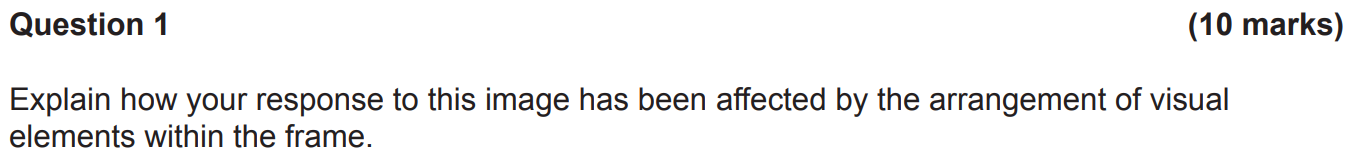 Question 1 (10 marks)
Explain how your response to this image has been affected by the arrangement of visual
elements within the frame.